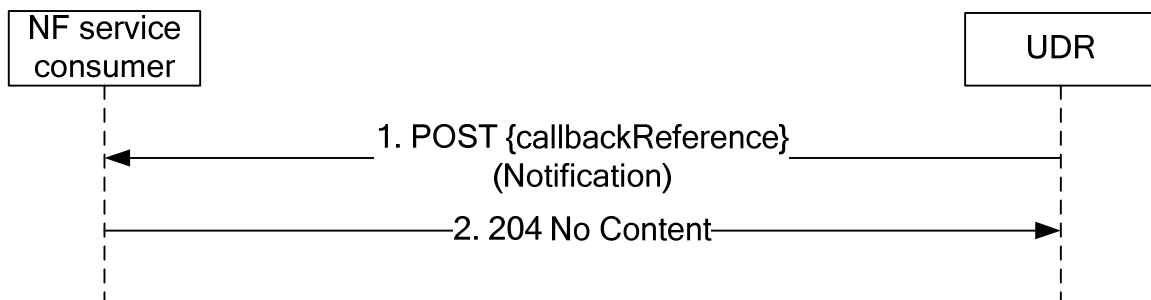 NF service
consumer
UDR
1. POST {callbackReference}
(Notification)
2. 204 No Content